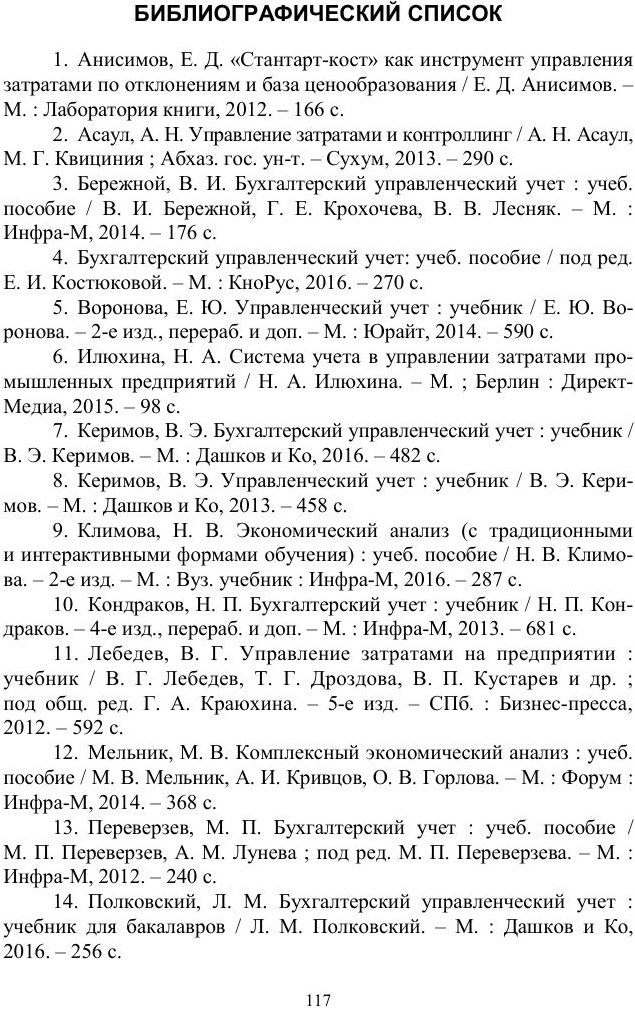 БИБЛИОГРАФИЧЕСКИЙ СПИСОК
1. Анисимов, Е. Д. «Стантарт-кост» как инструмент управления
затратами по отклонениям и база ценообразования / Е. Д. Анисимов. –
М. : Лаборатория книги, 2012. – 166 с.
2. Асаул, А. Н. Управление затратами и контроллинг / А. Н. Асаул,
М. Г. Квициния ; Абхаз. гос. ун-т. – Сухум, 2013. – 290 с.
3. Бережной, В. И. Бухгалтерский управленческий учет : учеб.
пособие / В. И. Бережной, Г. Е. Крохочева, В. В. Лесняк. – М. :
Инфра-М, 2014. – 176 с.
4. Бухгалтерский управленческий учет: учеб. пособие / под ред.
Е. И. Костюковой. – М. : КноРус, 2016. – 270 с.
5. Воронова, Е. Ю. Управленческий учет : учебник / Е. Ю. Во-
ронова. – 2-е изд., перераб. и доп. – М. : Юрайт, 2014. – 590 с.
6. Илюхина, Н. А. Система учета в управлении затратами про-
мышленных предприятий / Н. А. Илюхина. – М. ; Берлин : Директ-
Медиа, 2015. – 98 с.
7. Керимов, В. Э. Бухгалтерский управленческий учет : учебник /
В. Э. Керимов. – М. : Дашков и Ко, 2016. – 482 с.
8. Керимов, В. Э. Управленческий учет : учебник / В. Э. Кери-
мов. – М. : Дашков и Ко, 2013. – 458 с.
9. Климова, Н. В. Экономический анализ (с традиционными
и интерактивными формами обучения) : учеб. пособие / Н. В. Климо-
ва. – 2-е изд. – М. : Вуз. учебник : Инфра-М, 2016. – 287 с.
10. Кондраков, Н. П. Бухгалтерский учет : учебник / Н. П. Кон-
драков. – 4-е изд., перераб. и доп. – М. : Инфра-М, 2013. – 681 с.
11. Лебедев, В. Г. Управление затратами на предприятии :
учебник / В. Г. Лебедев, Т. Г. Дроздова, В. П. Кустарев и др. ;
под общ. ред. Г. А. Краюхина. – 5-е изд. – СПб. : Бизнес-пресса,
2012. – 592 с.
12. Мельник, М. В. Комплексный экономический анализ : учеб.
пособие / М. В. Мельник, А. И. Кривцов, О. В. Горлова. – М. : Форум :
Инфра-М, 2014. – 368 с.
13. Переверзев, М. П. Бухгалтерский учет : учеб. пособие /
М. П. Переверзев, А. М. Лунева ; под ред. М. П. Переверзева. – М. :
Инфра-М, 2012. – 240 с.
14. Полковский, Л. М. Бухгалтерский управленческий учет :
учебник для бакалавров / Л. М. Полковский. – М. : Дашков и Ко,
2016. – 256 с.
117